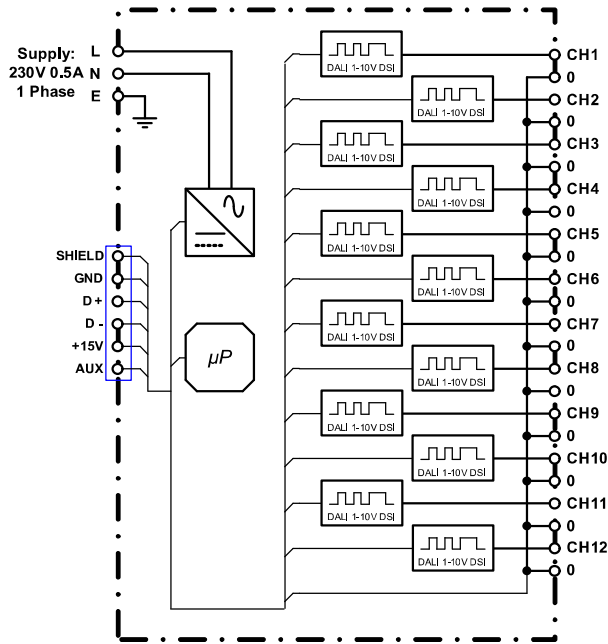 Supply:
230V 0.5A
1 Phase
L
N
E
SHIELD
GND
D +
D -
+15V
AUX
µP
DALI 1-10V DSI
CH1
0
DALI 1-10V DSI
CH2
0
DALI 1-10V DSI
CH3
0
DALI 1-10V DSI
CH4
0
DALI 1-10V DSI
CH5
0
DALI 1-10V DSI
CH6
0
DALI 1-10V DSI
CH7
0
DALI 1-10V DSI
CH8
0
DALI 1-10V DSI
CH9
0
DALI 1-10V DSI
CH10
0
DALI 1-10V DSI
CH11
0
DALI 1-10V DSI
CH12
0